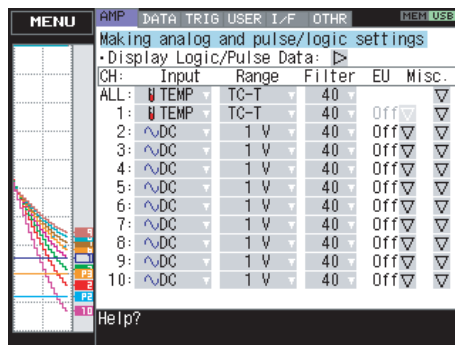 MENU AMP DATA TRIG USER I/F OTHR MEM USB
Making analog and pulse/logic settings
・Display Logic/Pulse Data:
CH: Input Range Filter EU Misc.
ALL: TEMP TC-T 40
1: TEMP TC-T 40 Off
2: DC 1 V 40 Off
3: DC 1 V 40 Off
4: DC 1 V 40 Off
5: DC 1 V 40 Off
6: DC 1 V 40 Off
7: DC 1 V 40 Off
8: DC 1 V 40 Off
9: DC 1 V 40 Off
10: DC 1 V 40 Off
P3
2
P2
10
Help?